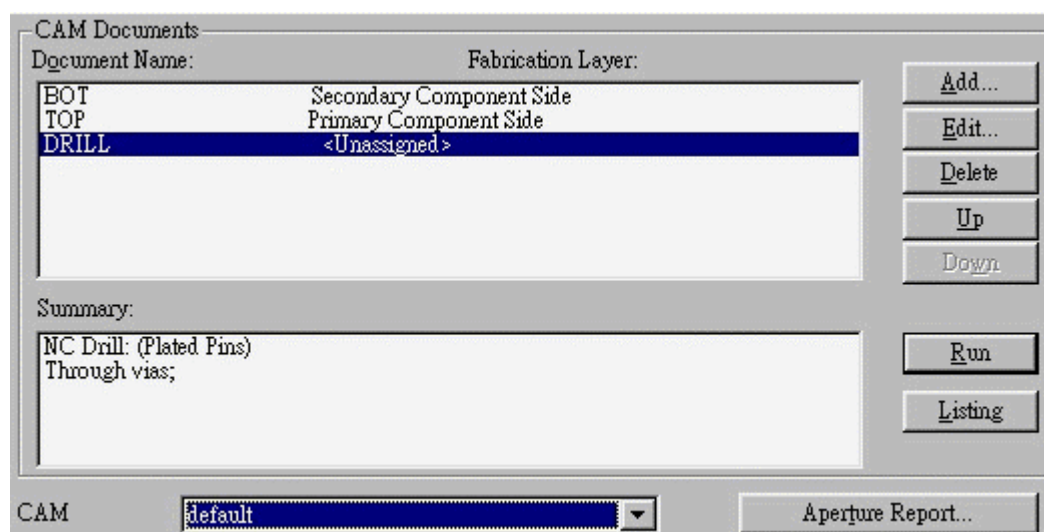 CAM Documents
Document Name: Fabrication Layer:
BOT Secondary Component Side
TOP Primary Component Side
DRILL <Unassigned>
Add...
Edit...
Delete
Up
Down
Summary:
NC Drill: (Plated Pins)
Through vias;
Run
Listing
CAM default
Aperture Report...